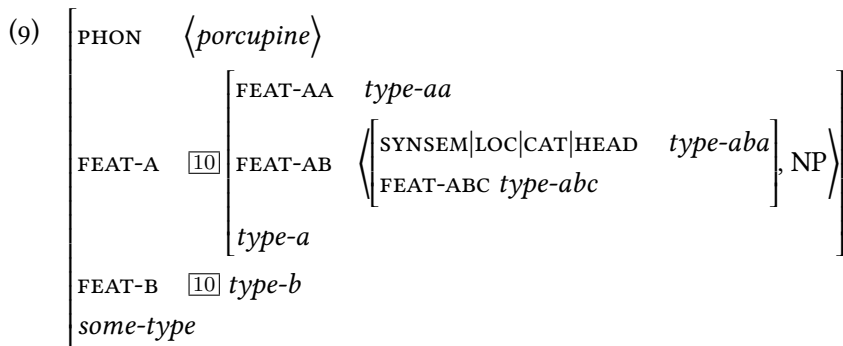 (9) PHON ⟨porcupine⟩
FEAT-AA type-aa
FEAT-A 10 FEAT-AB ⟨[SYNSEM|LOC|CAT|HEAD type-aba
FEAT-ABC type-abc], NP⟩
type-a
FEAT-B 10 type-b
some-type